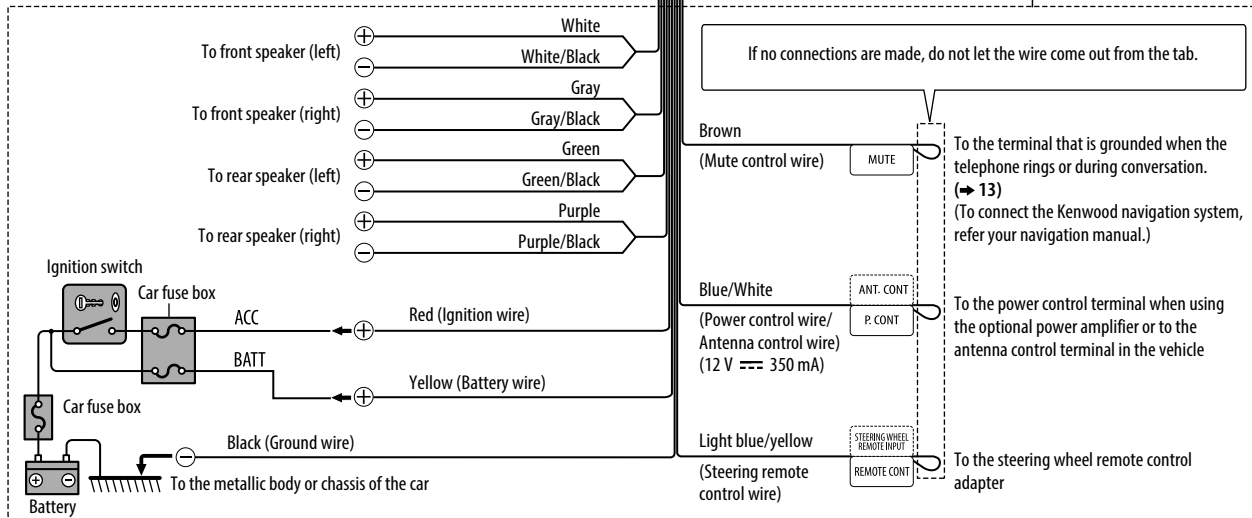 White
To front speaker (left)
White/Black
Gray
To front speaker (right)
Gray/Black
Green
To rear speaker (left)
Green/Black
Purple
To rear speaker (right)
Purple/Black
Ignition switch
Car fuse box
ACC
Red (Ignition wire)
BATT
Yellow (Battery wire)
Car fuse box
Black (Ground wire)
To the metallic body or chassis of the car
Battery
If no connections are made, do not let the wire come out from the tab.
Brown
(Mute control wire)
MUTE
To the terminal that is grounded when the
telephone rings or during conversation.
(➜ 13)
(To connect the Kenwood navigation system,
refer your navigation manual.)
Blue/White
(Power control wire/
Antenna control wire)
(12 V ⎓ 350 mA)
ANT. CONT
P. CONT
To the power control terminal when using
the optional power amplifier or to the
antenna control terminal in the vehicle
Light blue/yellow
(Steering remote
control wire)
STEERING WHEEL
REMOTE INPUT
REMOTE CONT
To the steering wheel remote control
adapter